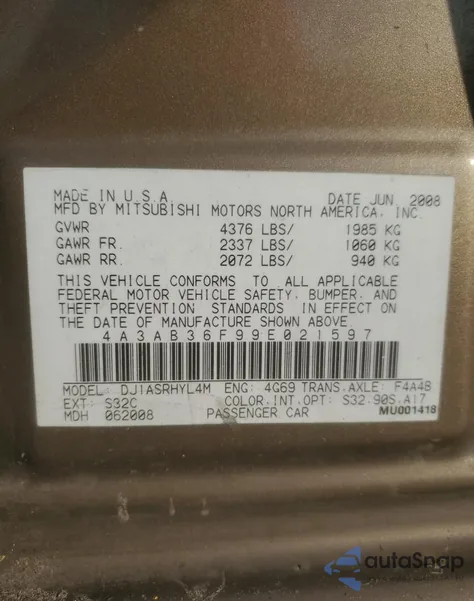 MADE IN U.S.A. DATE JUN 2008
MFD BY MITSUBISHI MOTORS NORTH AMERICA, INC.
GVWR 4376 LBS/ 1985 KG
GAWR FR. 2337 LBS/ 1060 KG
GAWR RR. 2072 LBS/ 940 KG
THIS VEHICLE CONFORMS TO ALL APPLICABLE
FEDERAL MOTOR VEHICLE SAFETY, BUMPER, AND
THEFT PREVENTION STANDARDS IN EFFECT ON
THE DATE OF MANUFACTURE SHOWN ABOVE.
4A3AB36F99E021597
MODEL: DJ1ASRHYL4M ENG: 4G69 TRANS.AXLE: F4A4B
EXT: S32C COLOR.INT.OPT: S32.90S.A17
MDH 062008 PASSENGER CAR MU001418
autoSnap